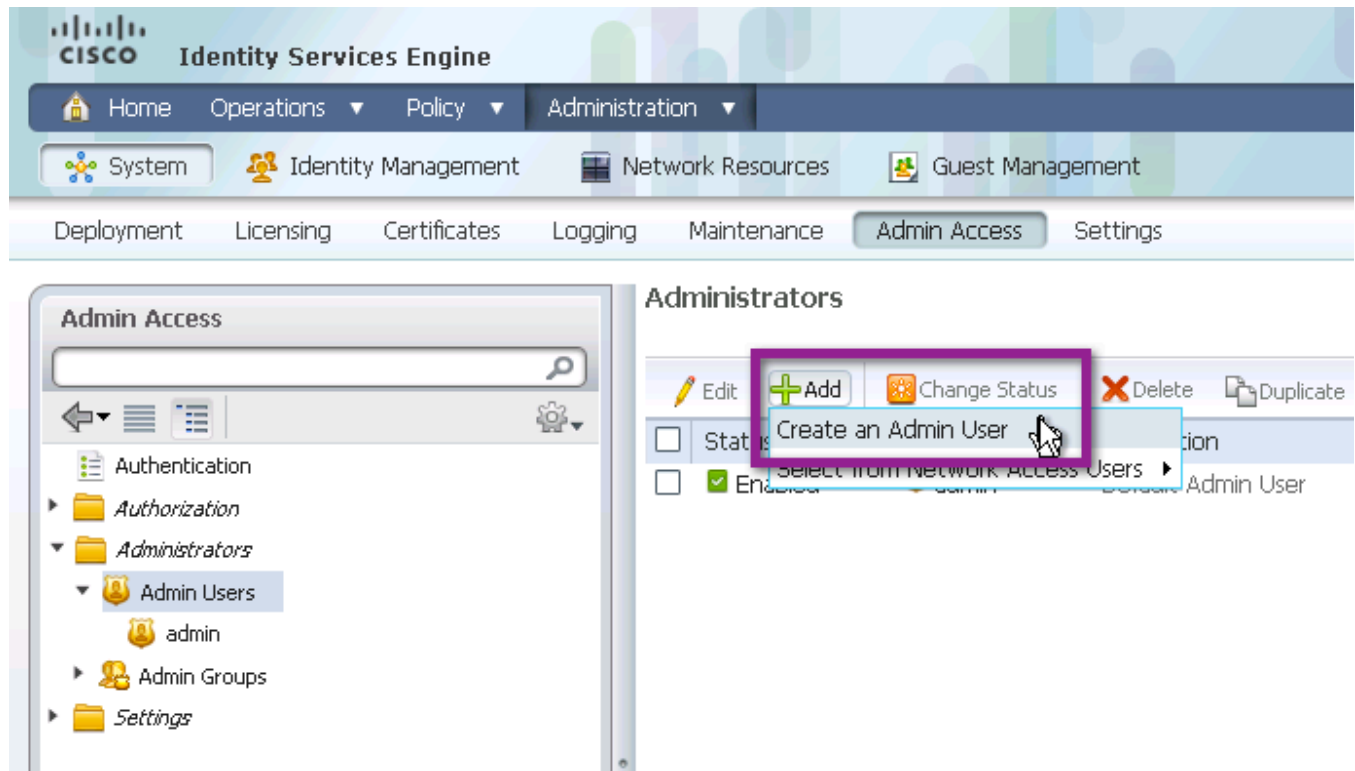 CISCO Identity Services Engine
Home Operations Policy Administration
System Identity Management Network Resources Guest Management
Deployment Licensing Certificates Logging Maintenance Admin Access Settings
Admin Access
Authentication
Authorization
Administrators
Admin Users
admin
Admin Groups
Settings
Administrators
Edit Add Change Status Delete Duplicate
Create an Admin User
Select from Network Access Users
Enabled admin Default Admin User